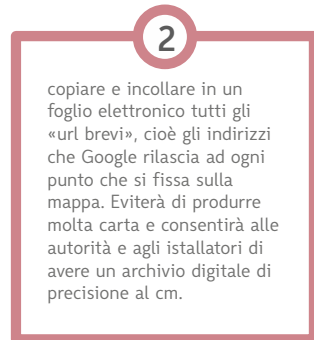 2
copiare e incollare in un
foglio elettronico tutti gli
«url brevi», cioè gli indirizzi
che Google rilascia ad ogni
punto che si fissa sulla
mappa. Eviterà di produrre
molta carta e consentirà alle
autorità e agli istallatori di
avere un archivio digitale di
precisione al cm.